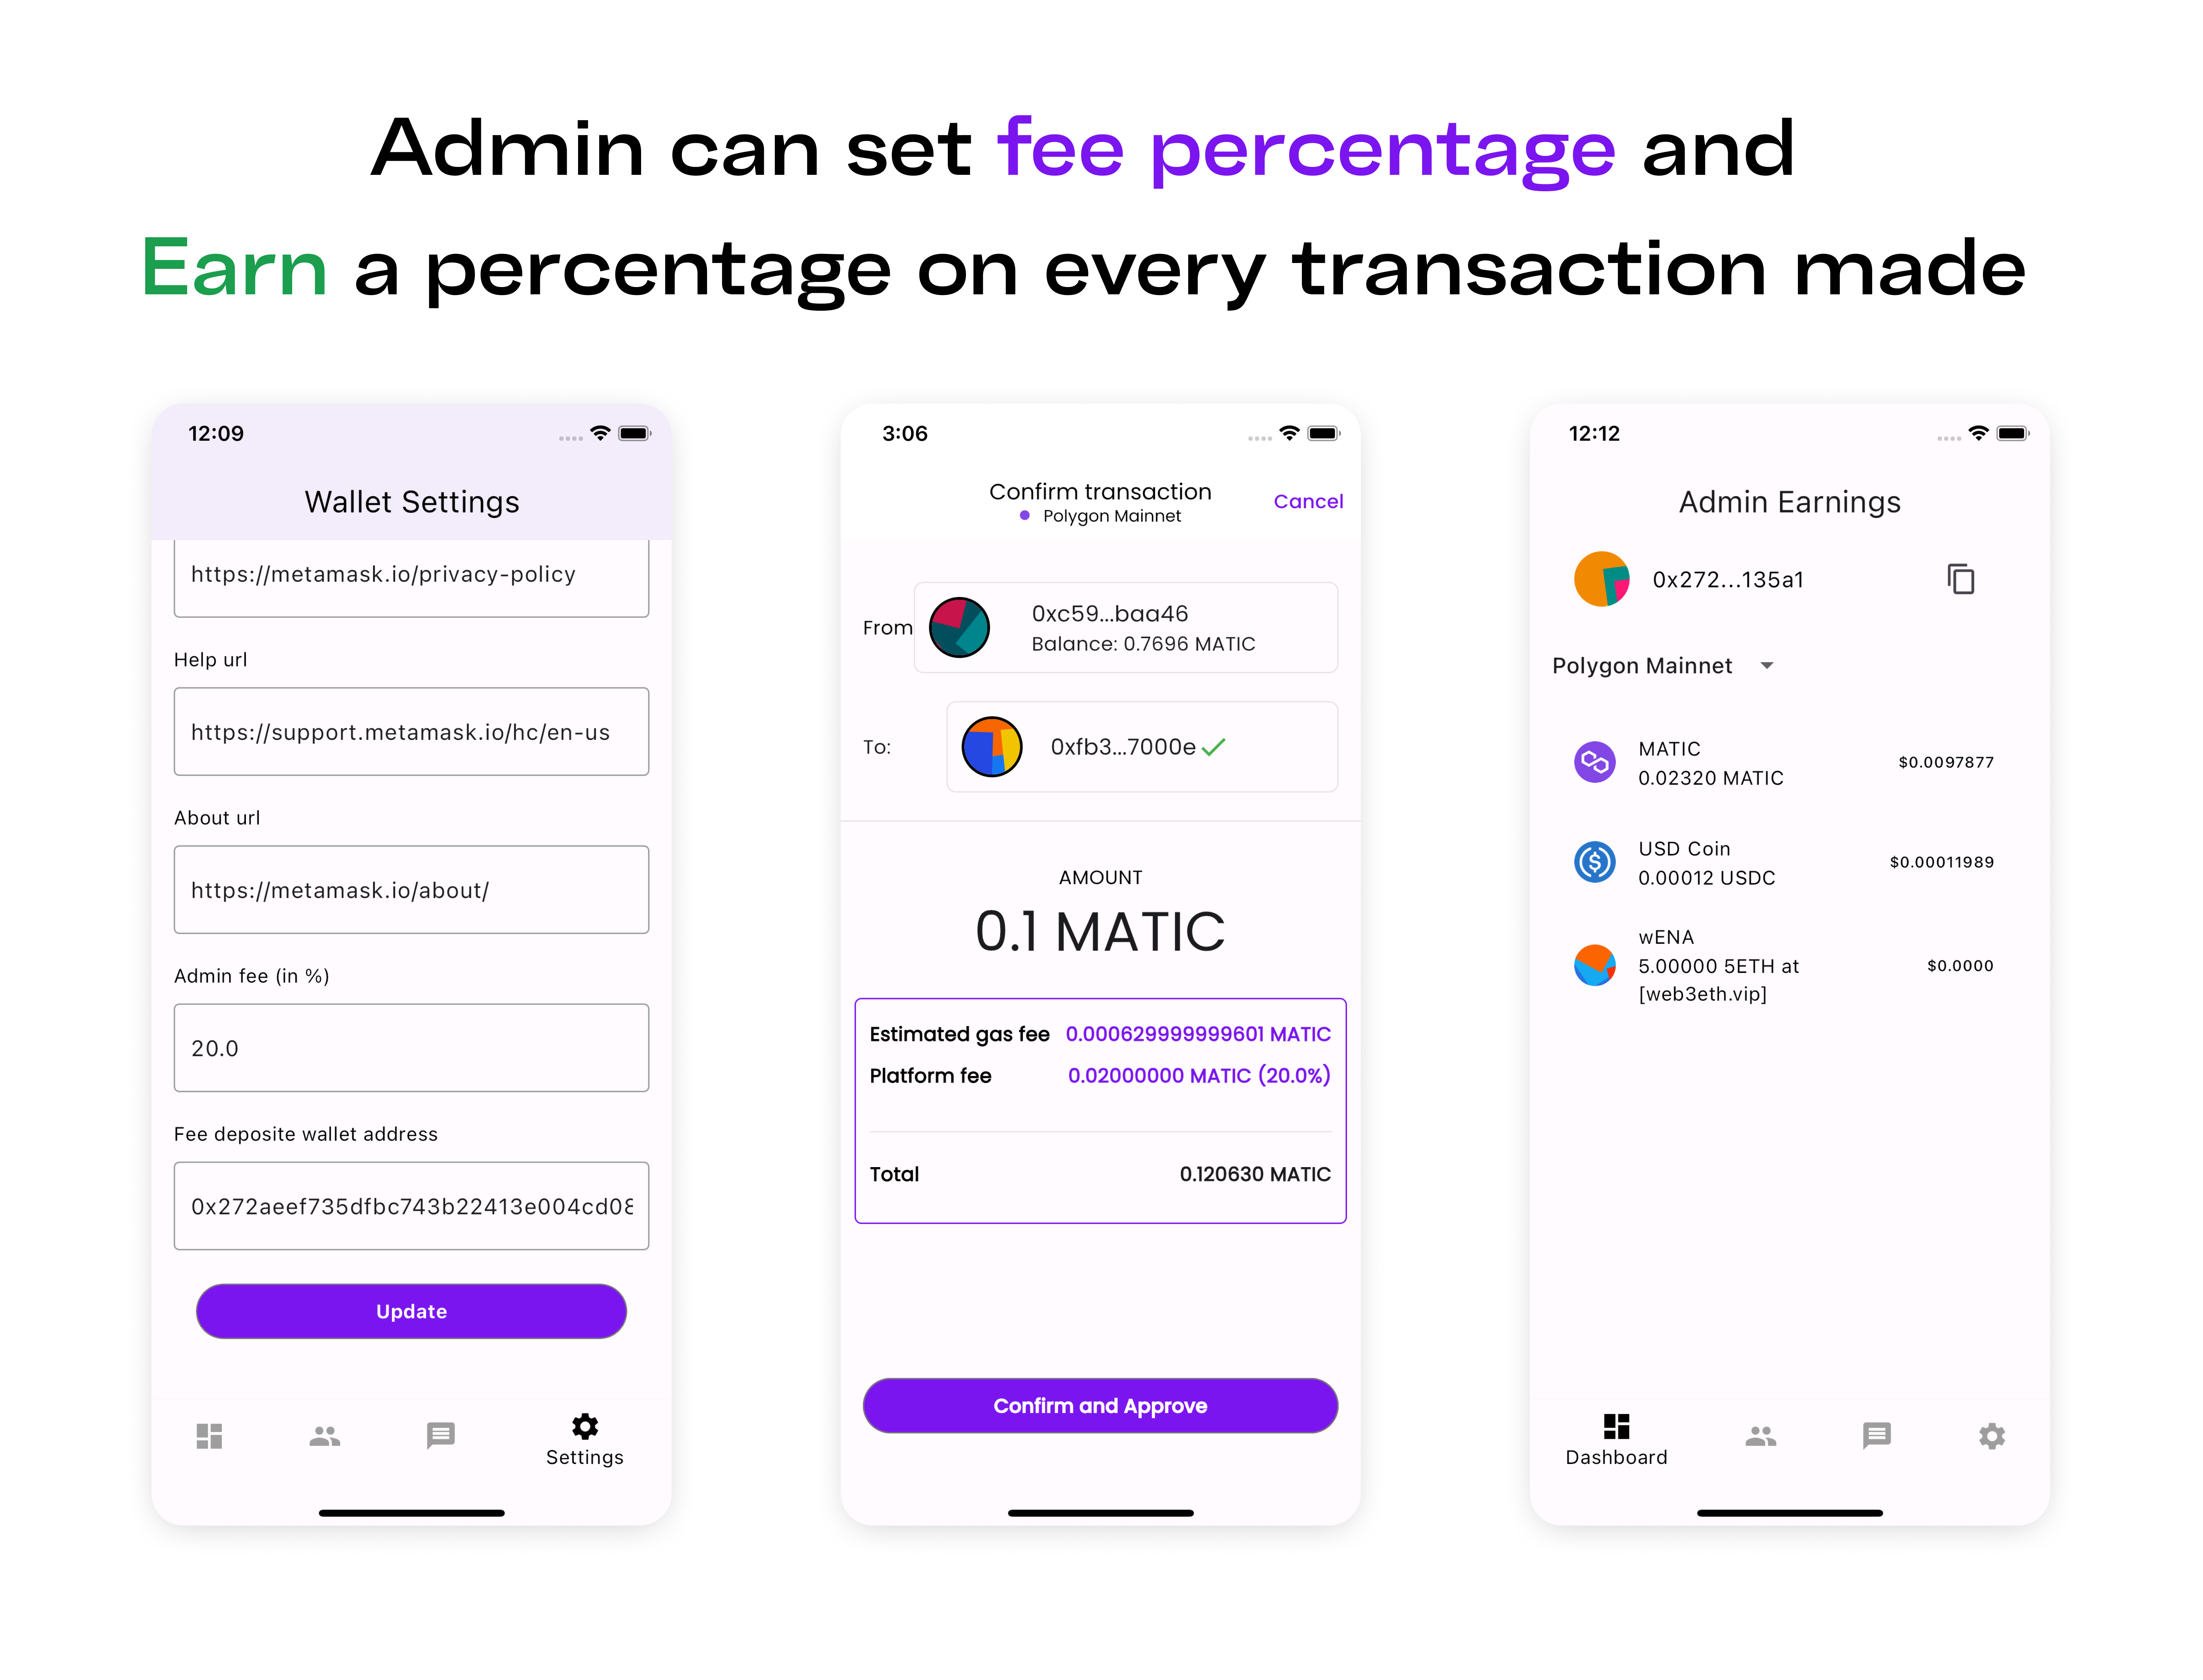 Admin can set fee percentage and
Earn a percentage on every transaction made
12:09
Wallet Settings
https://metamask.io/privacy-policy
Help url
https://support.metamask.io/hc/en-us
About url
https://metamask.io/about/
Admin fee (in %)
20.0
Fee deposite wallet address
0x272aeef735dfbc743b22413e004cd08
Update
Settings
3:06
Confirm transaction
Polygon Mainnet
Cancel
From
0xc59...baa46
Balance: 0.7696 MATIC
To:
0xfb3...7000e
AMOUNT
0.1 MATIC
Estimated gas fee 0.000629999999601 MATIC
Platform fee 0.02000000 MATIC (20.0%)
Total 0.120630 MATIC
Confirm and Approve
12:12
Admin Earnings
0x272...135a1
Polygon Mainnet
MATIC
0.02320 MATIC
$0.0097877
USD Coin
0.00012 USDC
$0.00011989
wENA
5.00000 5ETH at
[web3eth.vip]
$0.0000
Dashboard